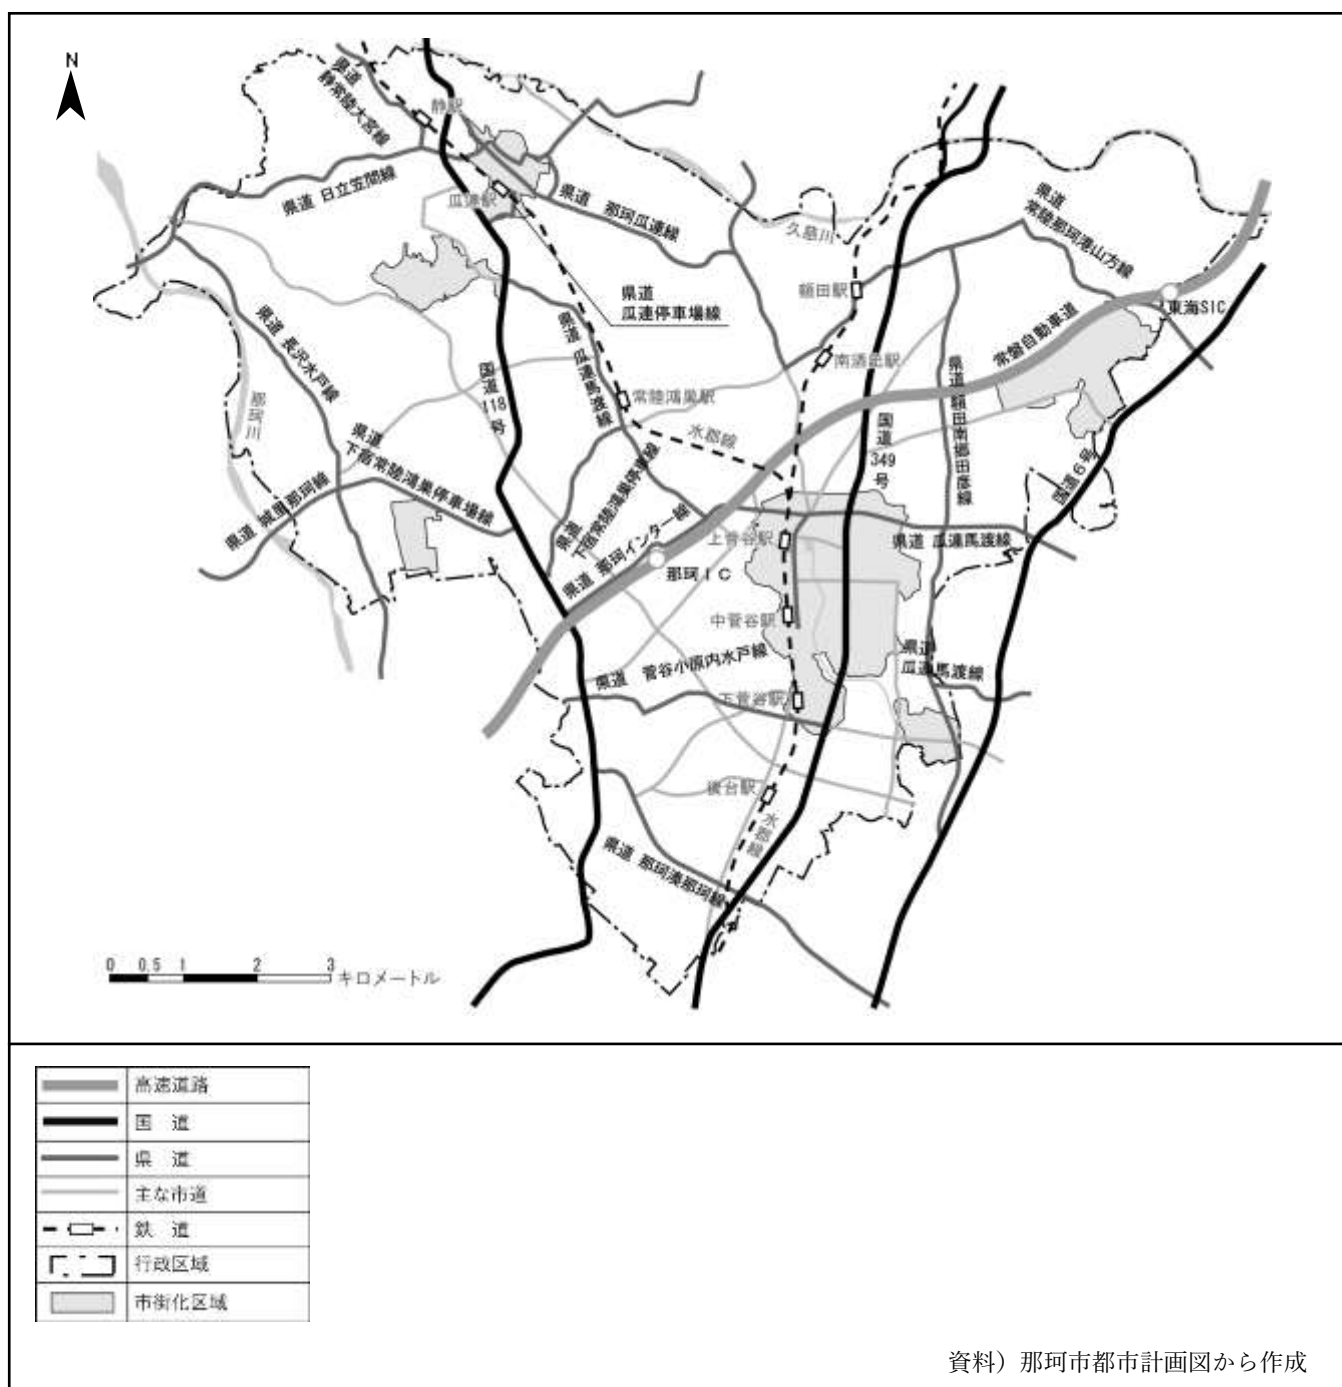 N
県道
静常陸大宮線
静駅
県道 日立笠間線
瓜連駅
県道 那珂瓜連線
久慈川
県道
常陸那珂港山方線
額田駅
県道
瓜連停車場線
東海SIC
常磐自動車道
県道 長沢水戸線
国道
118
号
県道 瓜連馬渡線
南酒出駅
県道 額田南郷田彦線
那珂川
常陸鴻巣駅
水郡線
国道
349
号
県道
下宿常陸鴻巣停車場線
県道
下宿常陸鴻巣停車場線
国道6号
県道 城里那珂線
県道 那珂インター線
上菅谷駅
県道 瓜連馬渡線
那珂IC
中菅谷駅
県道 菅谷小原内水戸線
県道
瓜連馬渡線
下菅谷駅
後台駅
水郡線
県道 那珂湊那珂線
0 0.5 1 2 3 キロメートル
高速道路
国 道
県 道
主な市道
鉄 道
行政区域
市街化区域
資料）那珂市都市計画図から作成